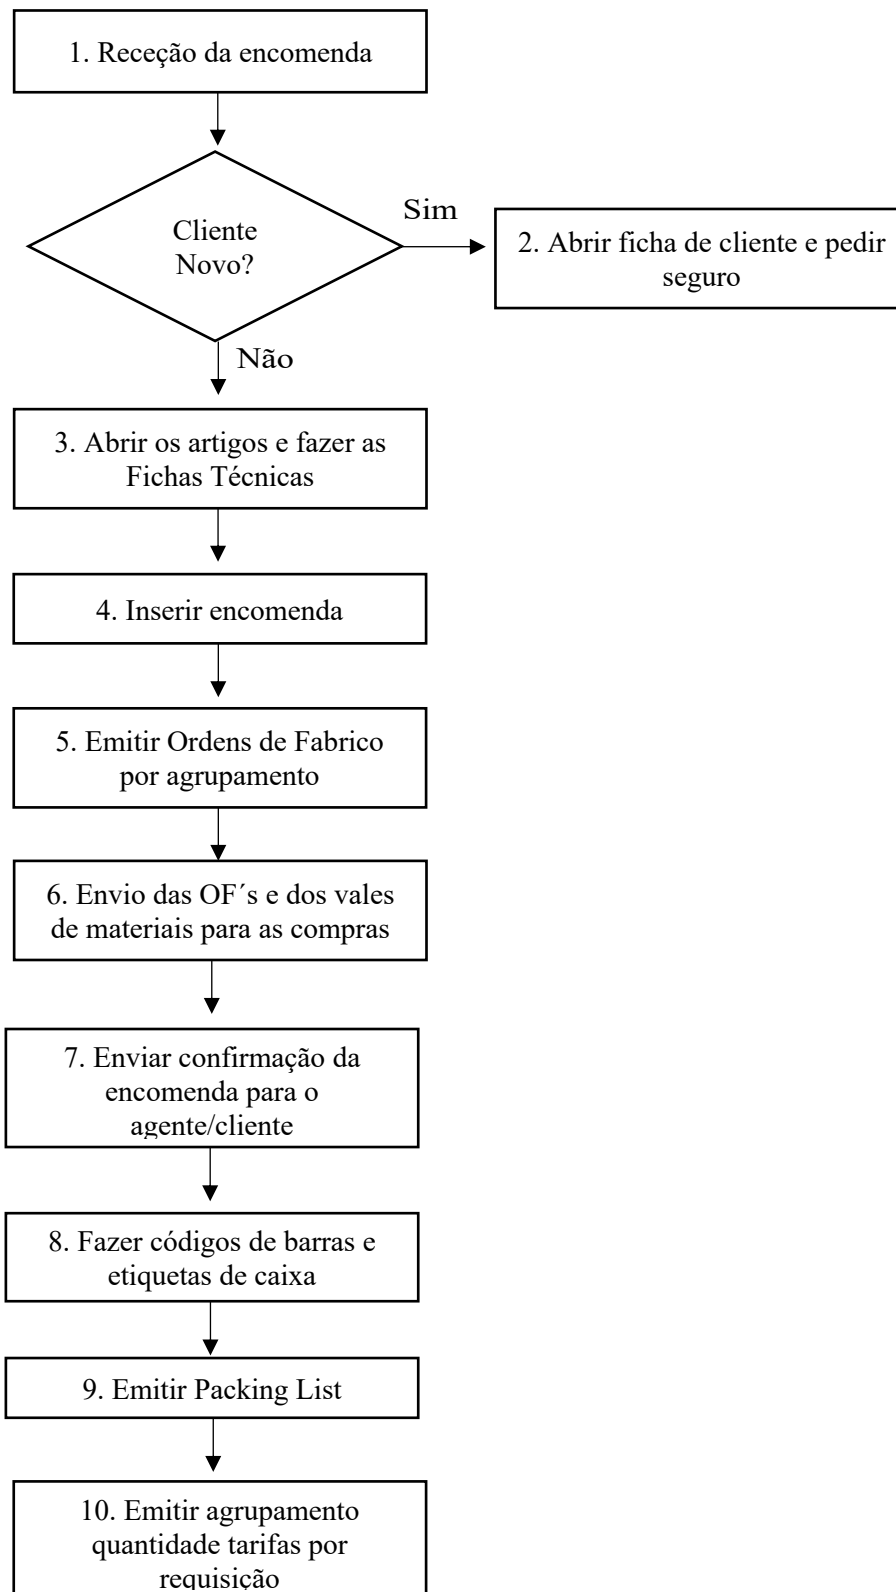 1. Receção da encomenda
Cliente
Novo?
Sim
2. Abrir ficha de cliente e pedir
seguro
Não
3. Abrir os artigos e fazer as
Fichas Técnicas
4. Inserir encomenda
5. Emitir Ordens de Fabrico
por agrupamento
6. Envio das OF´s e dos vales
de materiais para as compras
7. Enviar confirmação da
encomenda para o
agente/cliente
8. Fazer códigos de barras e
etiquetas de caixa
9. Emitir Packing List
10. Emitir agrupamento
quantidade tarifas por
requisição